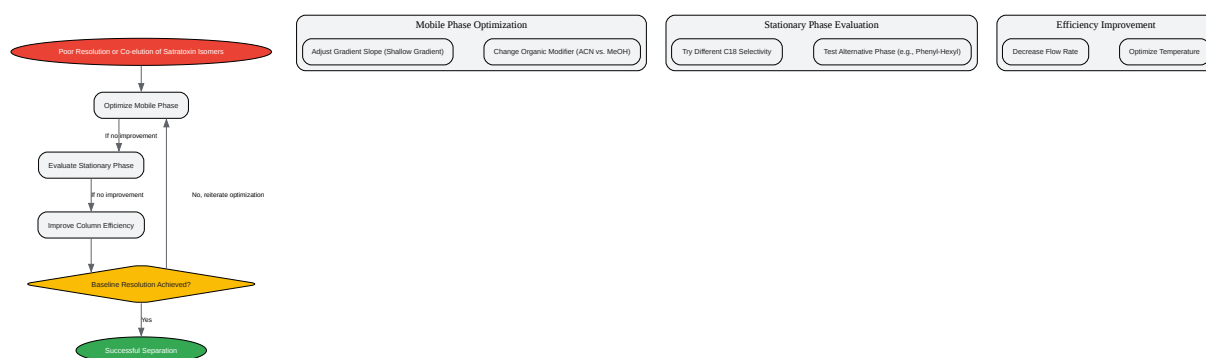 Poor Resolution or Co-elution of Satratoxin Isomers
Optimize Mobile Phase
If no improvement
Evaluate Stationary Phase
If no improvement
No, reiterate optimization
Improve Column Efficiency
Baseline Resolution Achieved?
Yes
Successful Separation
Mobile Phase Optimization
Adjust Gradient Slope (Shallow Gradient)
Change Organic Modifier (ACN vs. MeOH)
Stationary Phase Evaluation
Try Different C18 Selectivity
Test Alternative Phase (e.g., Phenyl-Hexyl)
Efficiency Improvement
Decrease Flow Rate
Optimize Temperature